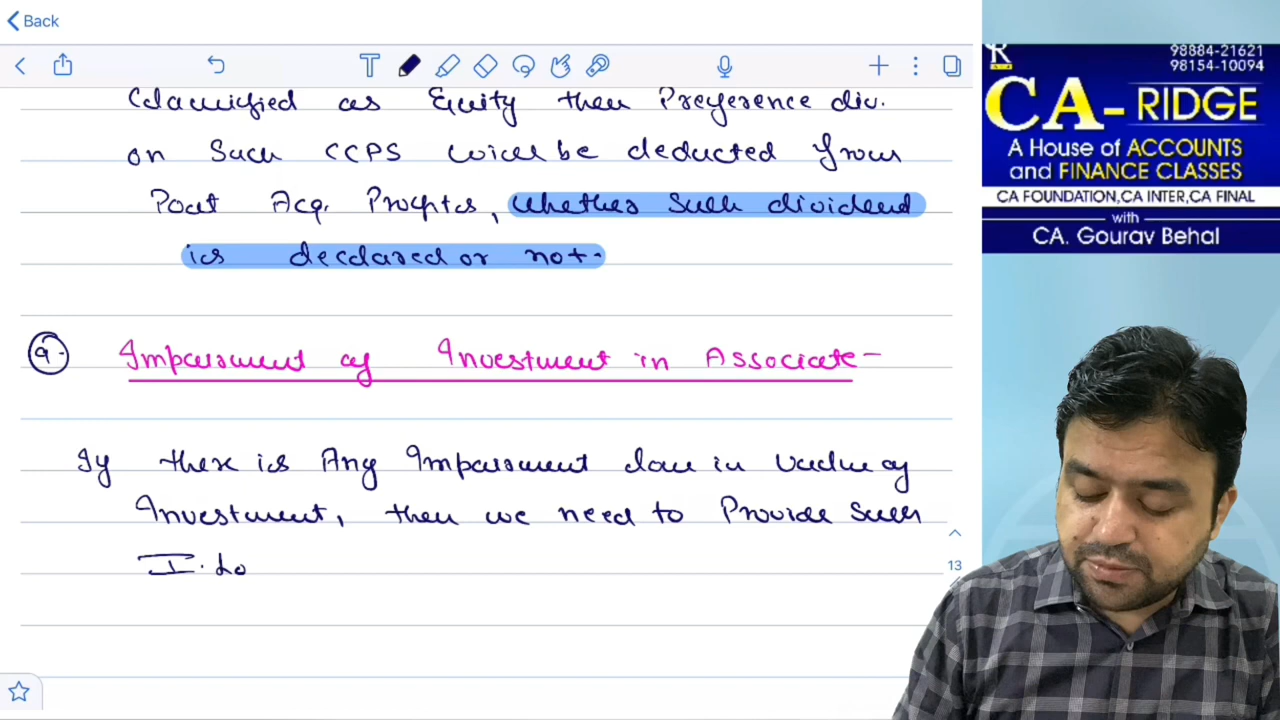 Back
Classified as Equity then Preference div.
on Such CCPS will be deducted from
Post Acq. Profits, whether such dividend
is declared or not.
9. Impairment of Investment in Associate -
If there is Any Impairment loss in value of
Investment, then we need to Provide Such
I. Lo
13
R
98884-21621
98154-10094
CA-RIDGE
A House of ACCOUNTS
and FINANCE CLASSES
CA FOUNDATION,CA INTER,CA FINAL
with
CA. Gourav Behal